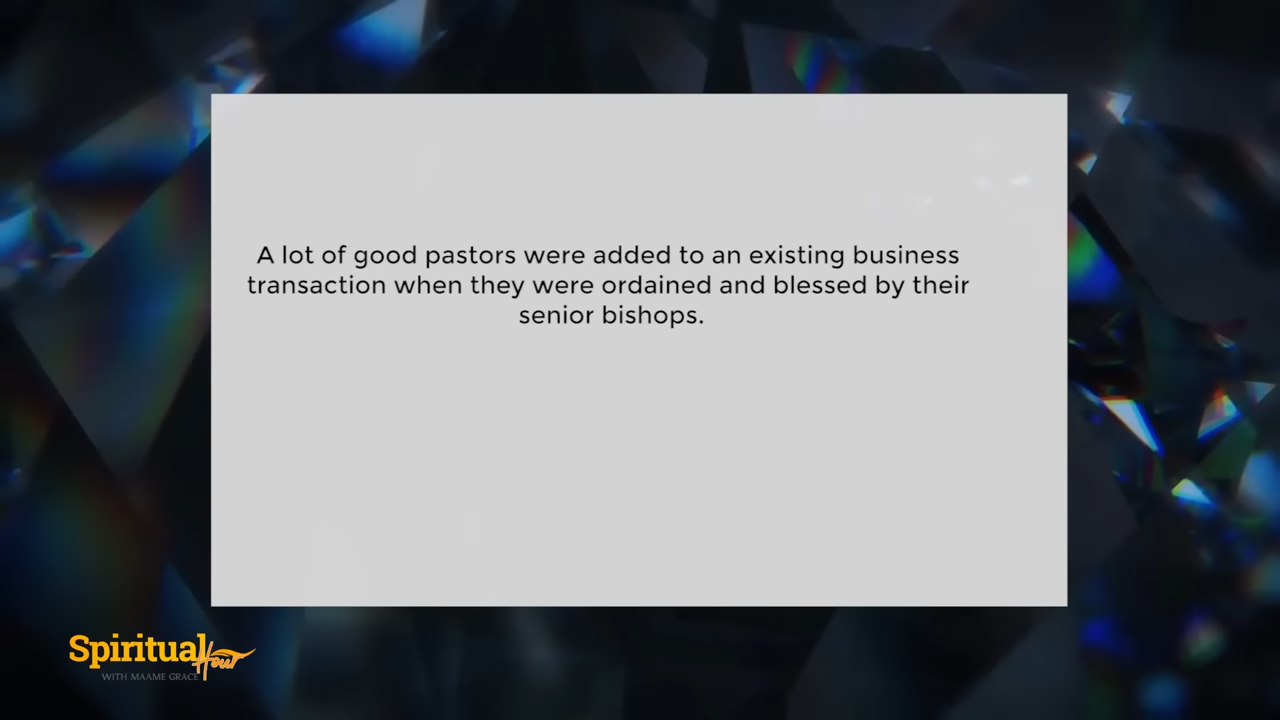 A lot of good pastors were added to an existing business
transaction when they were ordained and blessed by their
senior bishops.
Spiritual Hour
WITH MAAME GRACE